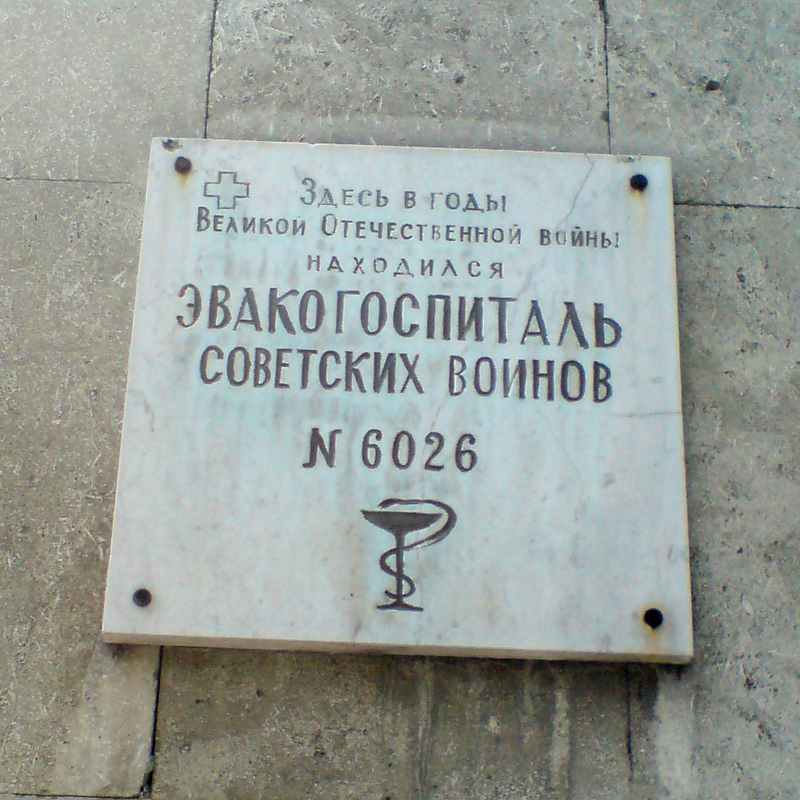 Здесь в годы
Великой Отечественной войны
находился
ЭВАКОГОСПИТАЛЬ
СОВЕТСКИХ ВОИНОВ
N 6026